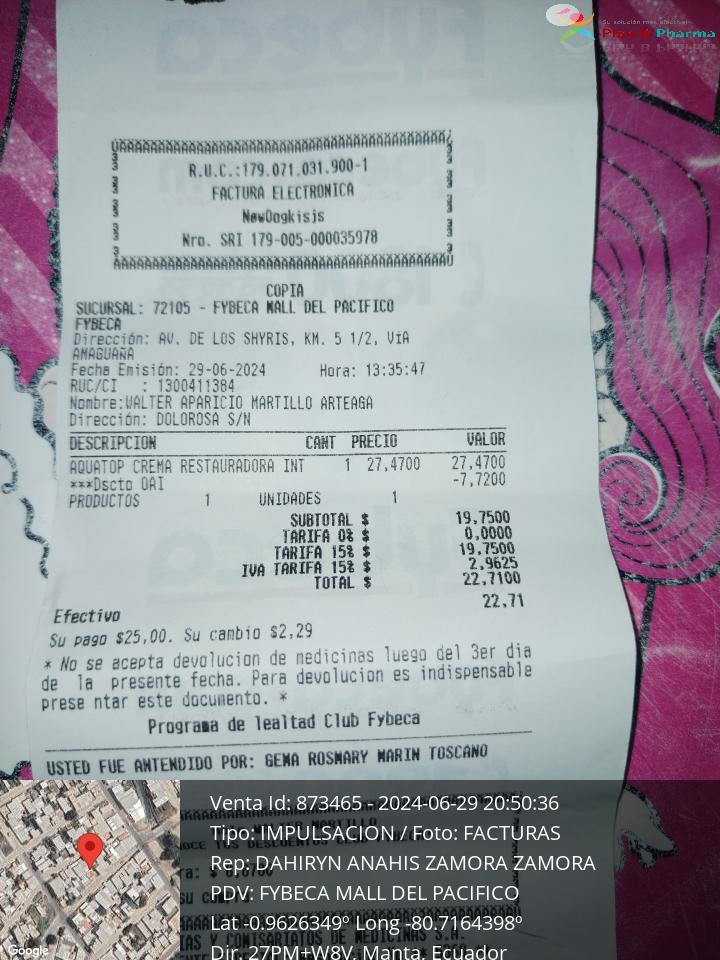 Su solución más efectiva!
Plan B Pharma
R.U.C.:179.071.031.900-1
FACTURA ELECTRONICA
NewDogkisis
Nro. SRI 179-005-000035978
COPIA
SUCURSAL: 72105 - FYBECA MALL DEL PACIFICO
FYBECA
Dirección: AV. DE LOS SHYRIS, KM. 5 1/2, VíA
AMAGUAÑA
Fecha Emisión: 29-06-2024 Hora: 13:35:47
RUC/CI : 1300411384
Nombre:WALTER APARICIO MARTILLO ARTEAGA
Dirección: DOLOROSA S/N
DESCRIPCION CANT PRECIO VALOR
AQUATOP CREMA RESTAURADORA INT 1 27,4700 27,4700
***Dscto OAI -7,7200
PRODUCTOS 1 UNIDADES 1
SUBTOTAL $ 19,7500
TARIFA 0% $ 0,0000
TARIFA 15% $ 19,7500
IVA TARIFA 15% $ 2,9625
TOTAL $ 22,7100
22,71
Efectivo
Su pago $25,00. Su cambio $2,29
* No se acepta devolucion de medicinas luego del 3er dia
de la presente fecha. Para devolucion es indispensable
prese ntar este documento. *
Programa de lealtad Club Fybeca
USTED FUE ANTENDIDO POR: GEMA ROSMARY MARIN TOSCANO
Venta Id: 873465 - 2024-06-29 20:50:36
Tipo: IMPULSACION / Foto: FACTURAS
Rep: DAHIRYN ANAHIS ZAMORA ZAMORA
PDV: FYBECA MALL DEL PACIFICO
Lat -0.9626349º Long -80.7164398º
Dir. 27PM+W8V, Manta, Ecuador
Google